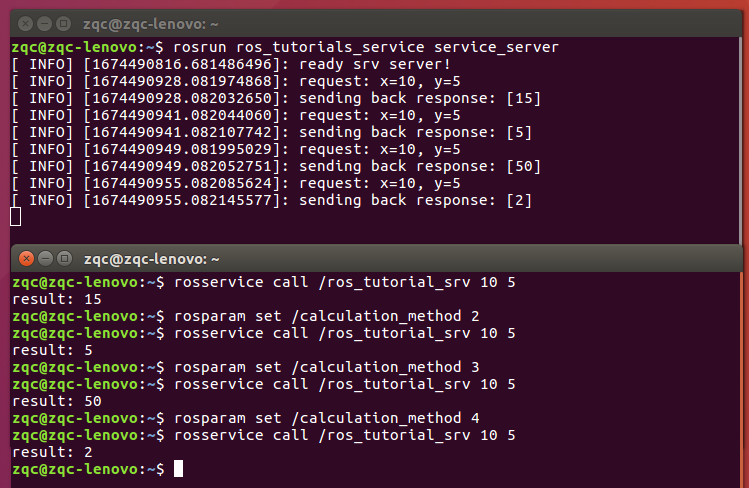 zqc@zqc-lenovo: ~
zqc@zqc-lenovo:~$ rosrun ros_tutorials_service service_server
[ INFO] [1674490816.681486496]: ready srv server!
[ INFO] [1674490928.081974868]: request: x=10, y=5
[ INFO] [1674490928.082032650]: sending back response: [15]
[ INFO] [1674490941.082044060]: request: x=10, y=5
[ INFO] [1674490941.082107742]: sending back response: [5]
[ INFO] [1674490949.081995029]: request: x=10, y=5
[ INFO] [1674490949.082052751]: sending back response: [50]
[ INFO] [1674490955.082085624]: request: x=10, y=5
[ INFO] [1674490955.082145577]: sending back response: [2]
zqc@zqc-lenovo: ~
zqc@zqc-lenovo:~$ rosservice call /ros_tutorial_srv 10 5
result: 15
zqc@zqc-lenovo:~$ rosparam set /calculation_method 2
zqc@zqc-lenovo:~$ rosservice call /ros_tutorial_srv 10 5
result: 5
zqc@zqc-lenovo:~$ rosparam set /calculation_method 3
zqc@zqc-lenovo:~$ rosservice call /ros_tutorial_srv 10 5
result: 50
zqc@zqc-lenovo:~$ rosparam set /calculation_method 4
zqc@zqc-lenovo:~$ rosservice call /ros_tutorial_srv 10 5
result: 2
zqc@zqc-lenovo:~$